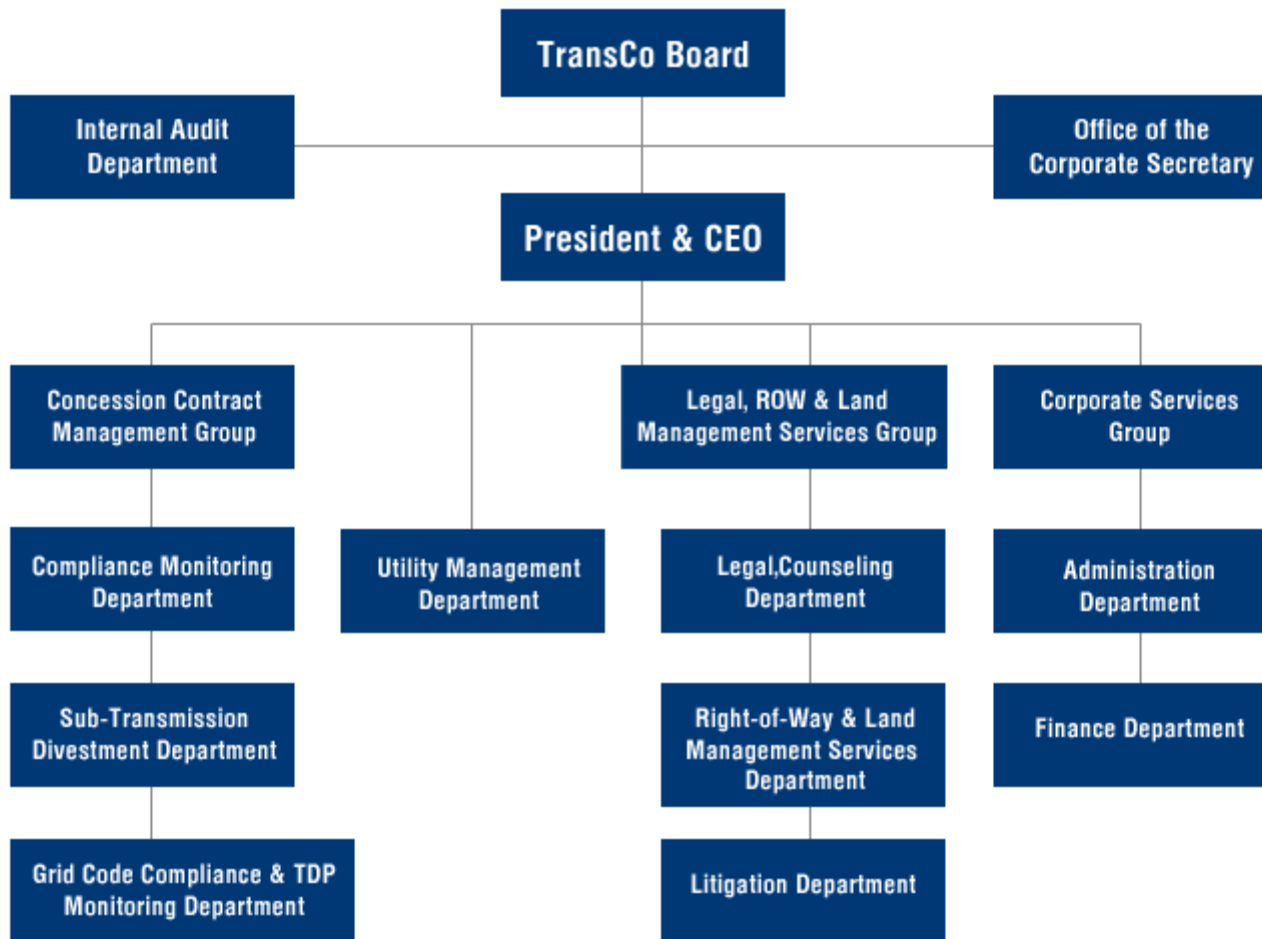 TransCo Board
Internal Audit
Department
Office of the
Corporate Secretary
President & CEO
Concession Contract
Management Group
Legal, ROW & Land
Management Services Group
Corporate Services
Group
Compliance Monitoring
Department
Utility Management
Department
Legal,Counseling
Department
Administration
Department
Sub-Transmission
Divestment Department
Right-of-Way & Land
Management Services
Department
Finance Department
Grid Code Compliance & TDP
Monitoring Department
Litigation Department